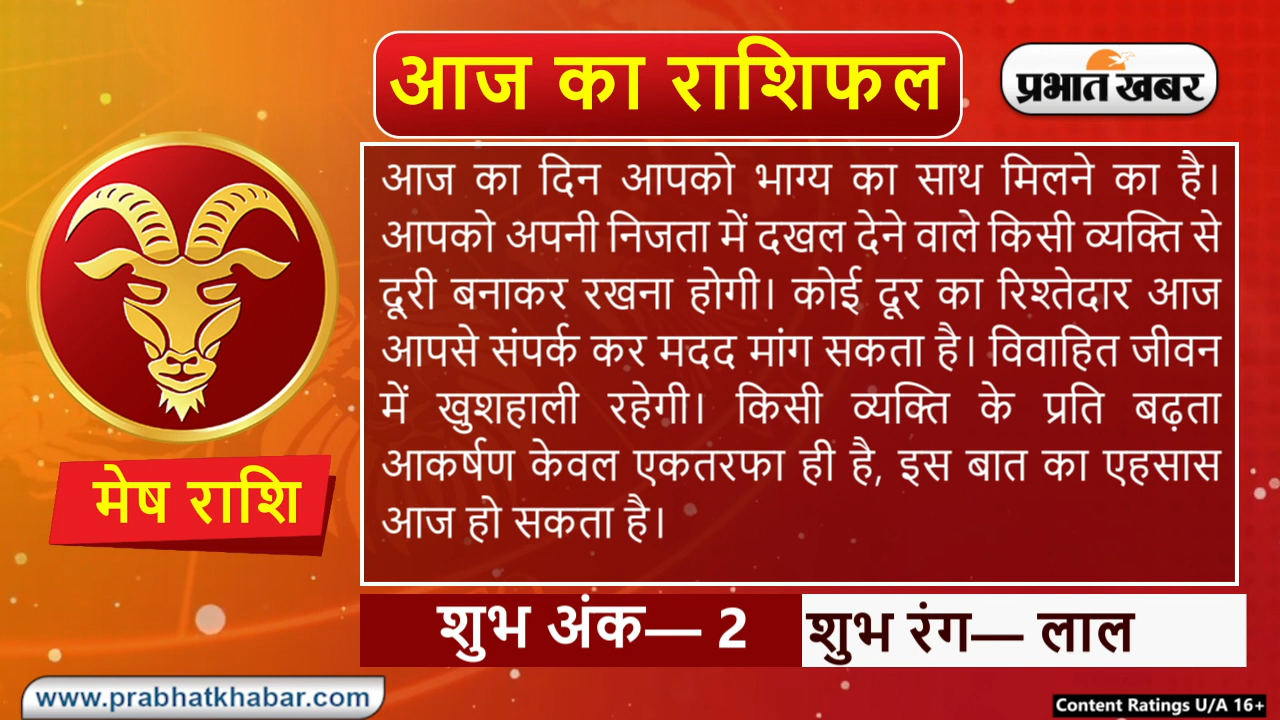 आज का राशिफल
प्रभात खबर
आज का दिन आपको भाग्य का साथ मिलने का है।
आपको अपनी निजता में दखल देने वाले किसी व्यक्ति से
दूरी बनाकर रखना होगी। कोई दूर का रिश्तेदार आज
आपसे संपर्क कर मदद मांग सकता है। विवाहित जीवन
में खुशहाली रहेगी। किसी व्यक्ति के प्रति बढ़ता
आकर्षण केवल एकतरफा ही है, इस बात का एहसास
आज हो सकता है।
मेष राशि
शुभ अंक— 2
शुभ रंग— लाल
www.prabhatkhabar.com
Content Ratings U/A 16+